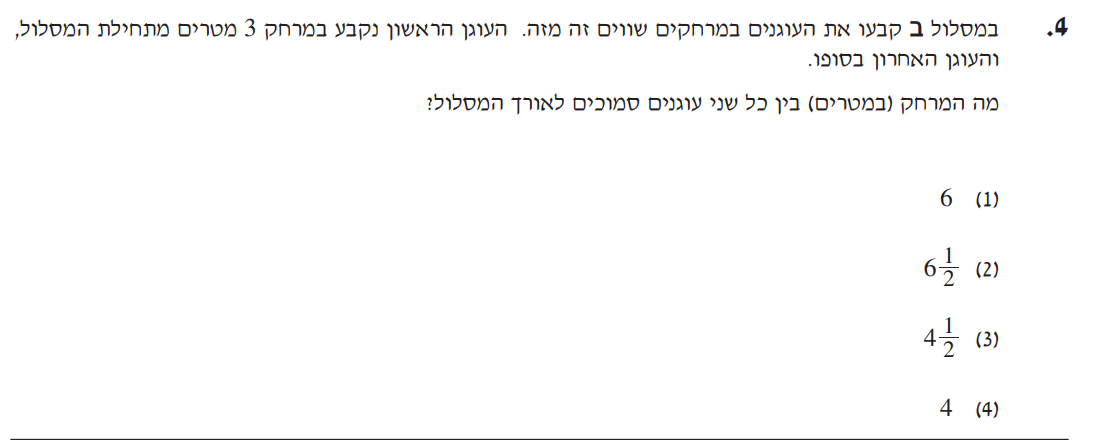 4. במסלול ב קבעו את העוגנים במרחקים שווים זה מזה. העוגן הראשון נקבע במרחק 3 מטרים מתחילת המסלול,
והעוגן האחרון בסופו.
מה המרחק (במטרים) בין כל שני עוגנים סמוכים לאורך המסלול?
(1) 6
(2) 6 1/2
(3) 4 1/2
(4) 4